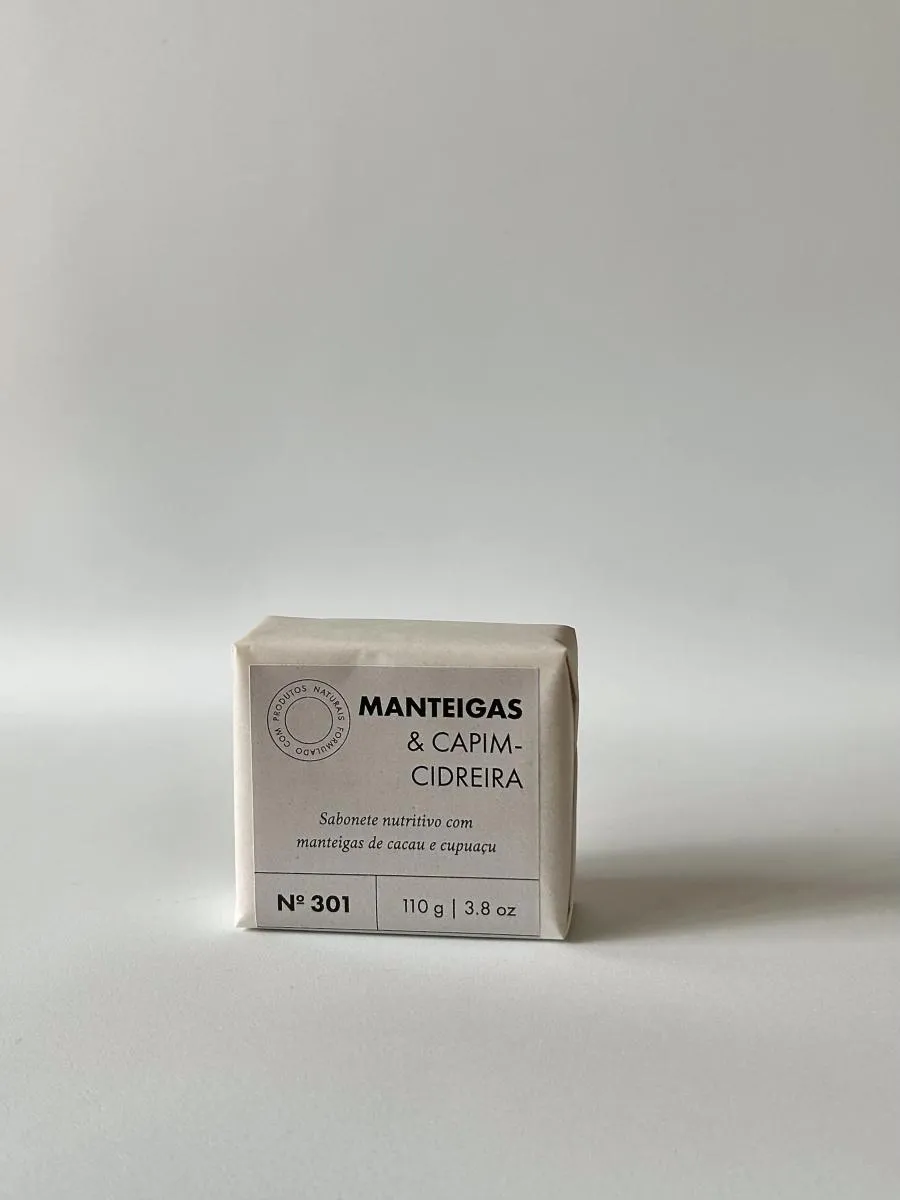 FORMULADO COM PRODUTOS NATURAIS
MANTEIGAS
& CAPIM-
CIDREIRA
Sabonete nutritivo com
manteigas de cacau e cupuaçu
Nº 301
110 g | 3.8 oz